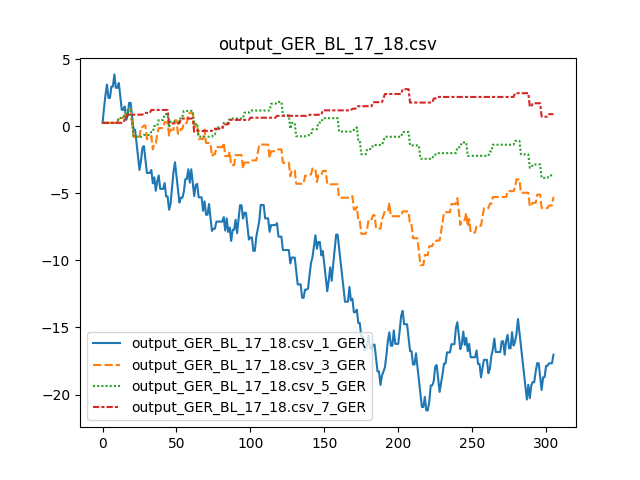 output_GER_BL_17_18.csv
5
0
−5
−10
−15
−20
output_GER_BL_17_18.csv_1_GER
output_GER_BL_17_18.csv_3_GER
output_GER_BL_17_18.csv_5_GER
output_GER_BL_17_18.csv_7_GER
0 50 100 150 200 250 300